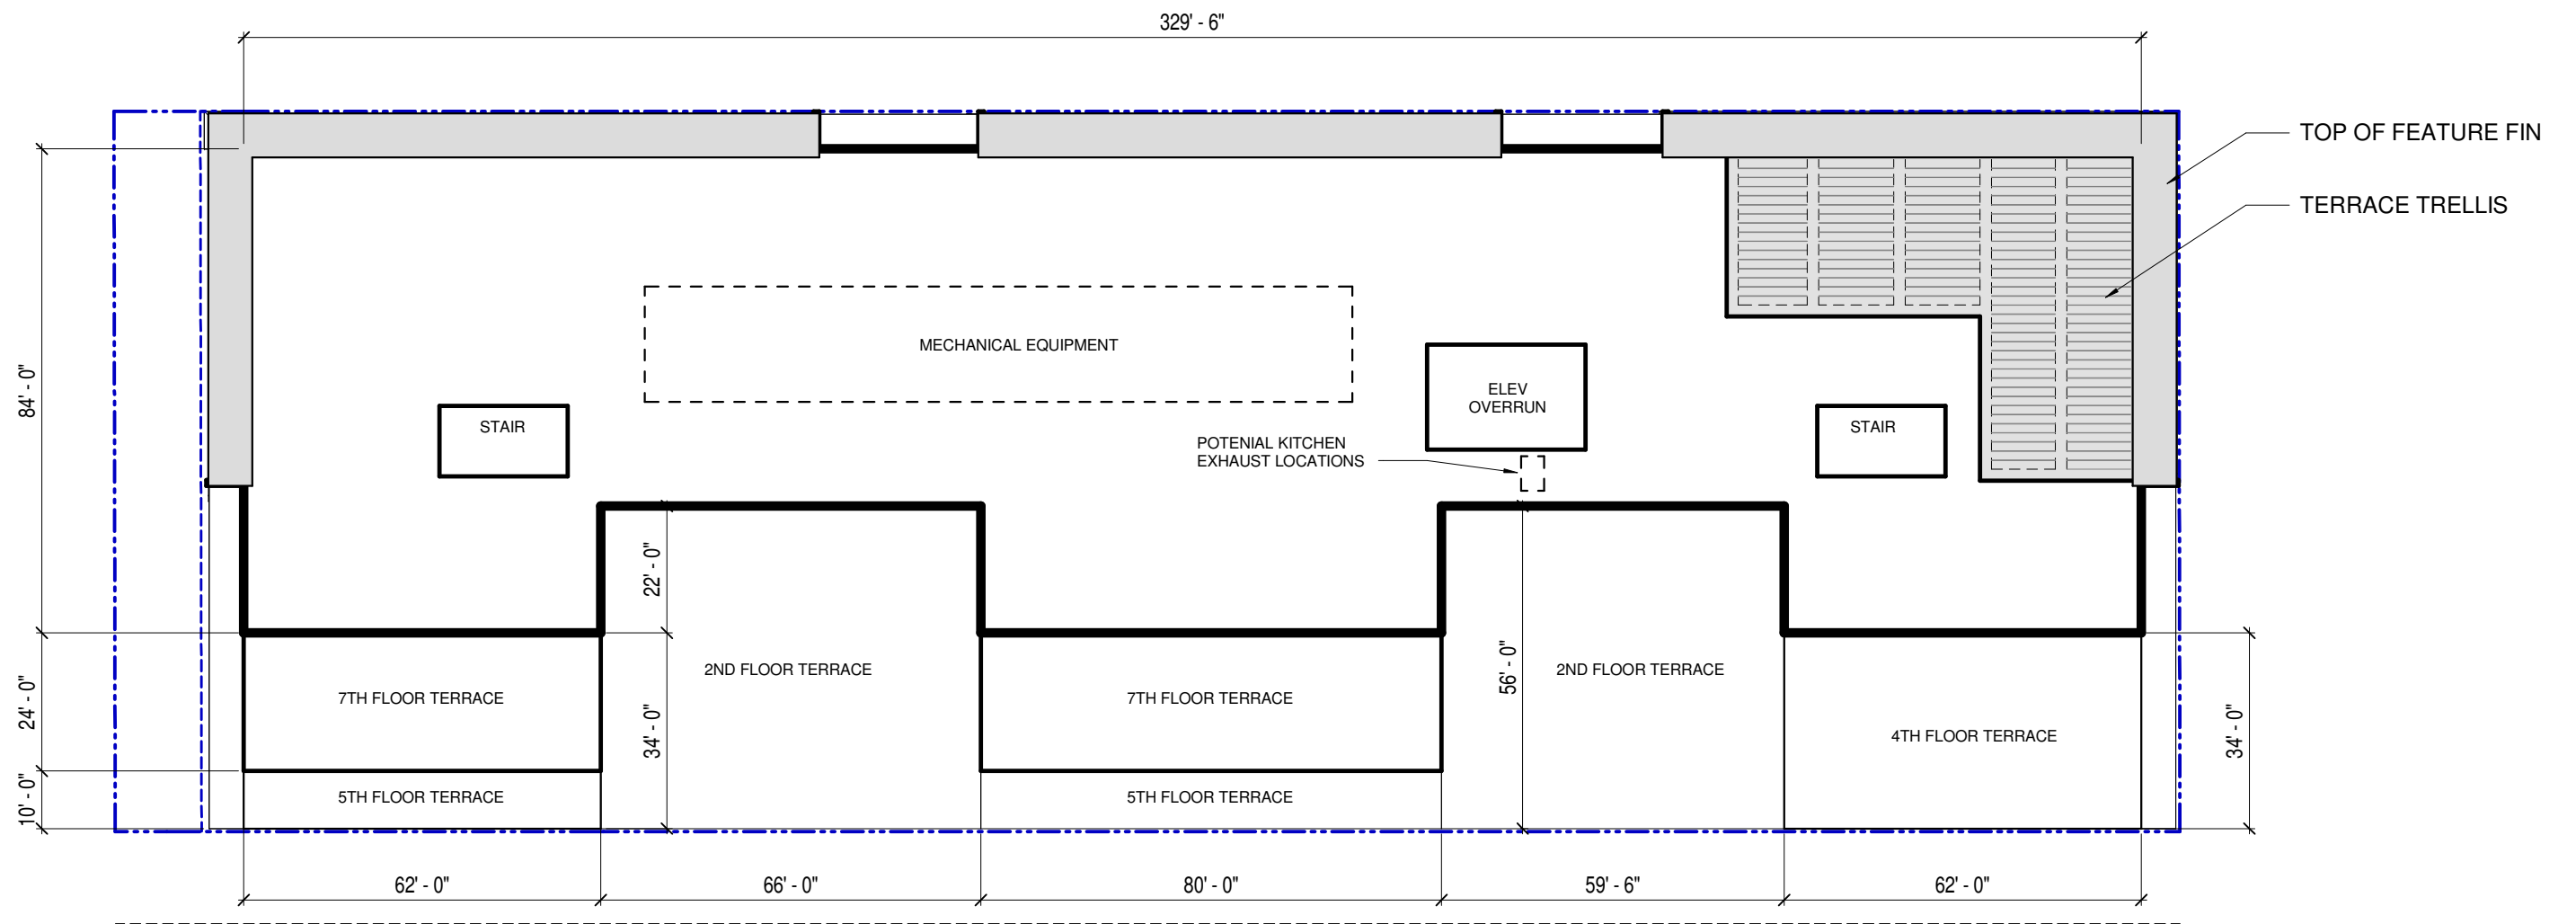 329' - 6"
TOP OF FEATURE FIN
TERRACE TRELLIS
MECHANICAL EQUIPMENT
84' - 0"
ELEV
OVERRUN
STAIR
STAIR
POTENIAL KITCHEN
EXHAUST LOCATIONS
22' - 0"
56' - 0"
2ND FLOOR TERRACE
2ND FLOOR TERRACE
7TH FLOOR TERRACE
7TH FLOOR TERRACE
24' - 0"
34' - 0"
34' - 0"
4TH FLOOR TERRACE
10' - 0"
5TH FLOOR TERRACE
5TH FLOOR TERRACE
62' - 0"
66' - 0"
80' - 0"
59' - 6"
62' - 0"